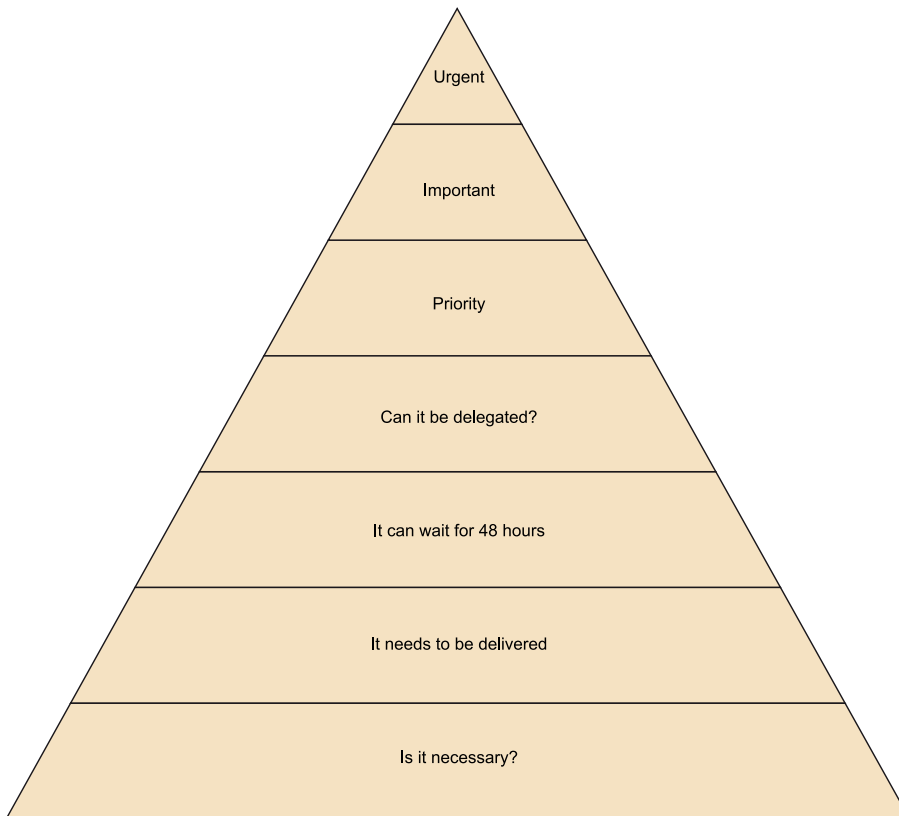 Urgent
Important
Priority
Can it be delegated?
It can wait for 48 hours
It needs to be delivered
Is it necessary?